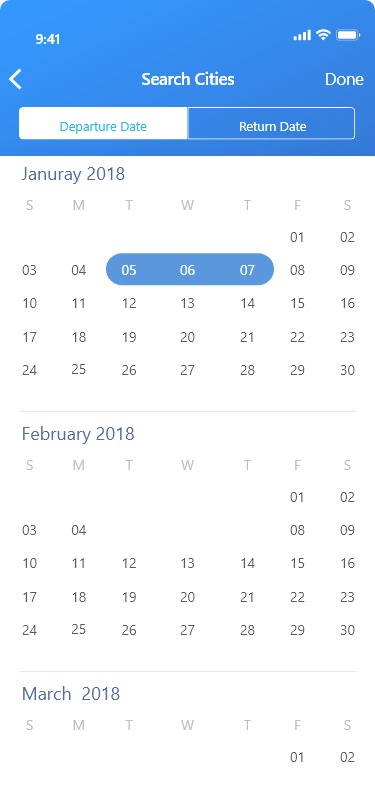 9:41
Search Cities
Done
Departure Date
Return Date
Januray 2018
S M T W T F S
01 02
03 04 05 06 07 08 09
10 11 12 13 14 15 16
17 18 19 20 21 22 23
24 25 26 27 28 29 30
February 2018
S M T W T F S
01 02
03 04 08 09
10 11 12 13 14 15 16
17 18 19 20 21 22 23
24 25 26 27 28 29 30
March 2018
S M T W T F S
01 02